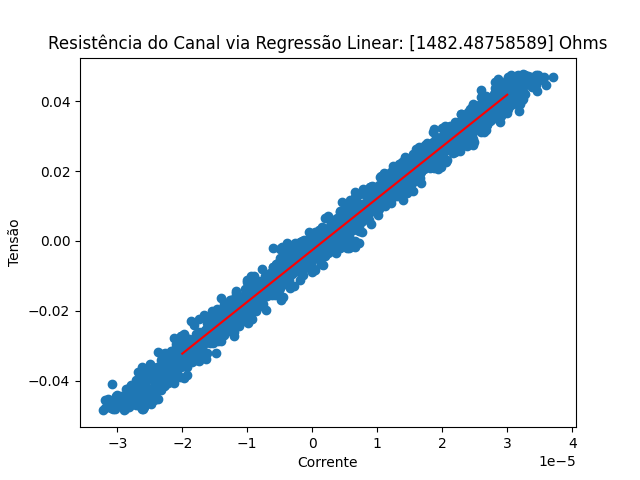 Resistência do Canal via Regressão Linear: [1482.48758589] Ohms
0.04
0.02
0.00
−0.02
−0.04
Tensão
−3 −2 −1 0 1 2 3 4
1e−5
Corrente